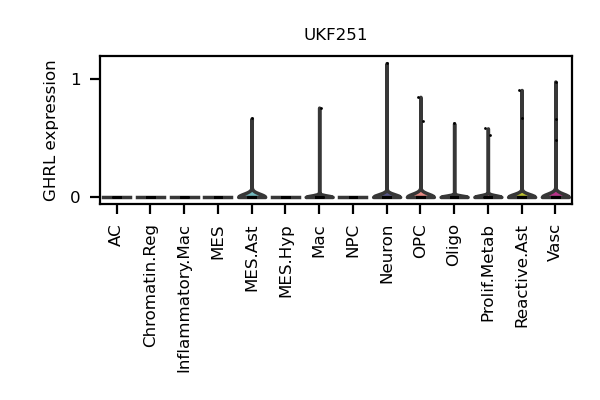 UKF251
GHRL expression
1
0
AC
Chromatin.Reg
Inflammatory.Mac
MES
MES.Ast
MES.Hyp
Mac
NPC
Neuron
OPC
Oligo
Prolif.Metab
Reactive.Ast
Vasc